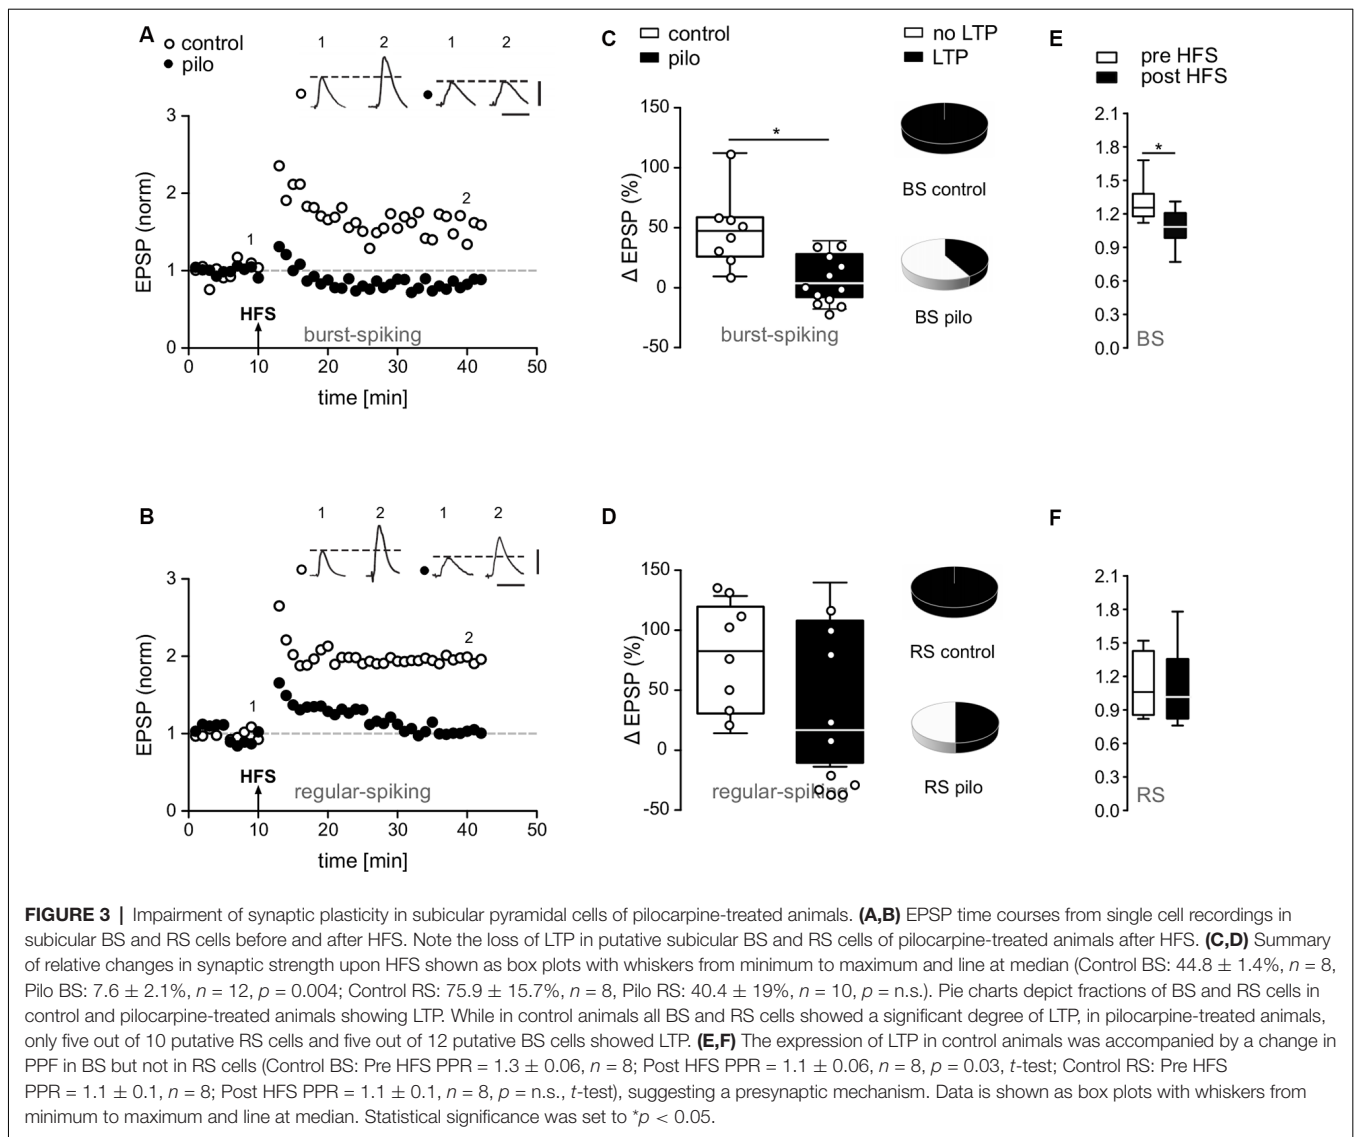 A
control
pilo
1
2
1
2
3
2
1
0
EPSP (norm)
1
2
HFS
burst-spiking
0
10
20
30
40
50
time [min]
C
control
pilo
no LTP
LTP
150
100
50
0
-50
Δ EPSP (%)
*
burst-spiking
BS control
BS pilo
E
pre HFS
post HFS
2.1
1.8
1.5
1.2
0.9
0.6
0.3
0.0
*
BS
B
1
2
1
2
3
2
1
0
EPSP (norm)
1
2
HFS
regular-spiking
0
10
20
30
40
50
time [min]
D
150
100
50
0
-50
Δ EPSP (%)
regular-spiking
RS control
RS pilo
F
2.1
1.8
1.5
1.2
0.9
0.6
0.3
0.0
RS
FIGURE 3 | Impairment of synaptic plasticity in subicular pyramidal cells of pilocarpine-treated animals. (A,B) EPSP time courses from single cell recordings in
subicular BS and RS cells before and after HFS. Note the loss of LTP in putative subicular BS and RS cells of pilocarpine-treated animals after HFS. (C,D) Summary
of relative changes in synaptic strength upon HFS shown as box plots with whiskers from minimum to maximum and line at median (Control BS: 44.8 ± 1.4%, n = 8,
Pilo BS: 7.6 ± 2.1%, n = 12, p = 0.004; Control RS: 75.9 ± 15.7%, n = 8, Pilo RS: 40.4 ± 19%, n = 10, p = n.s.). Pie charts depict fractions of BS and RS cells in
control and pilocarpine-treated animals showing LTP. While in control animals all BS and RS cells showed a significant degree of LTP, in pilocarpine-treated animals,
only five out of 10 putative RS cells and five out of 12 putative BS cells showed LTP. (E,F) The expression of LTP in control animals was accompanied by a change in
PPF in BS but not in RS cells (Control BS: Pre HFS PPR = 1.3 ± 0.06, n = 8; Post HFS PPR = 1.1 ± 0.06, n = 8, p = 0.03, t-test; Control RS: Pre HFS
PPR = 1.1 ± 0.1, n = 8; Post HFS PPR = 1.1 ± 0.1, n = 8, p = n.s., t-test), suggesting a presynaptic mechanism. Data is shown as box plots with whiskers from
minimum to maximum and line at median. Statistical significance was set to *p < 0.05.